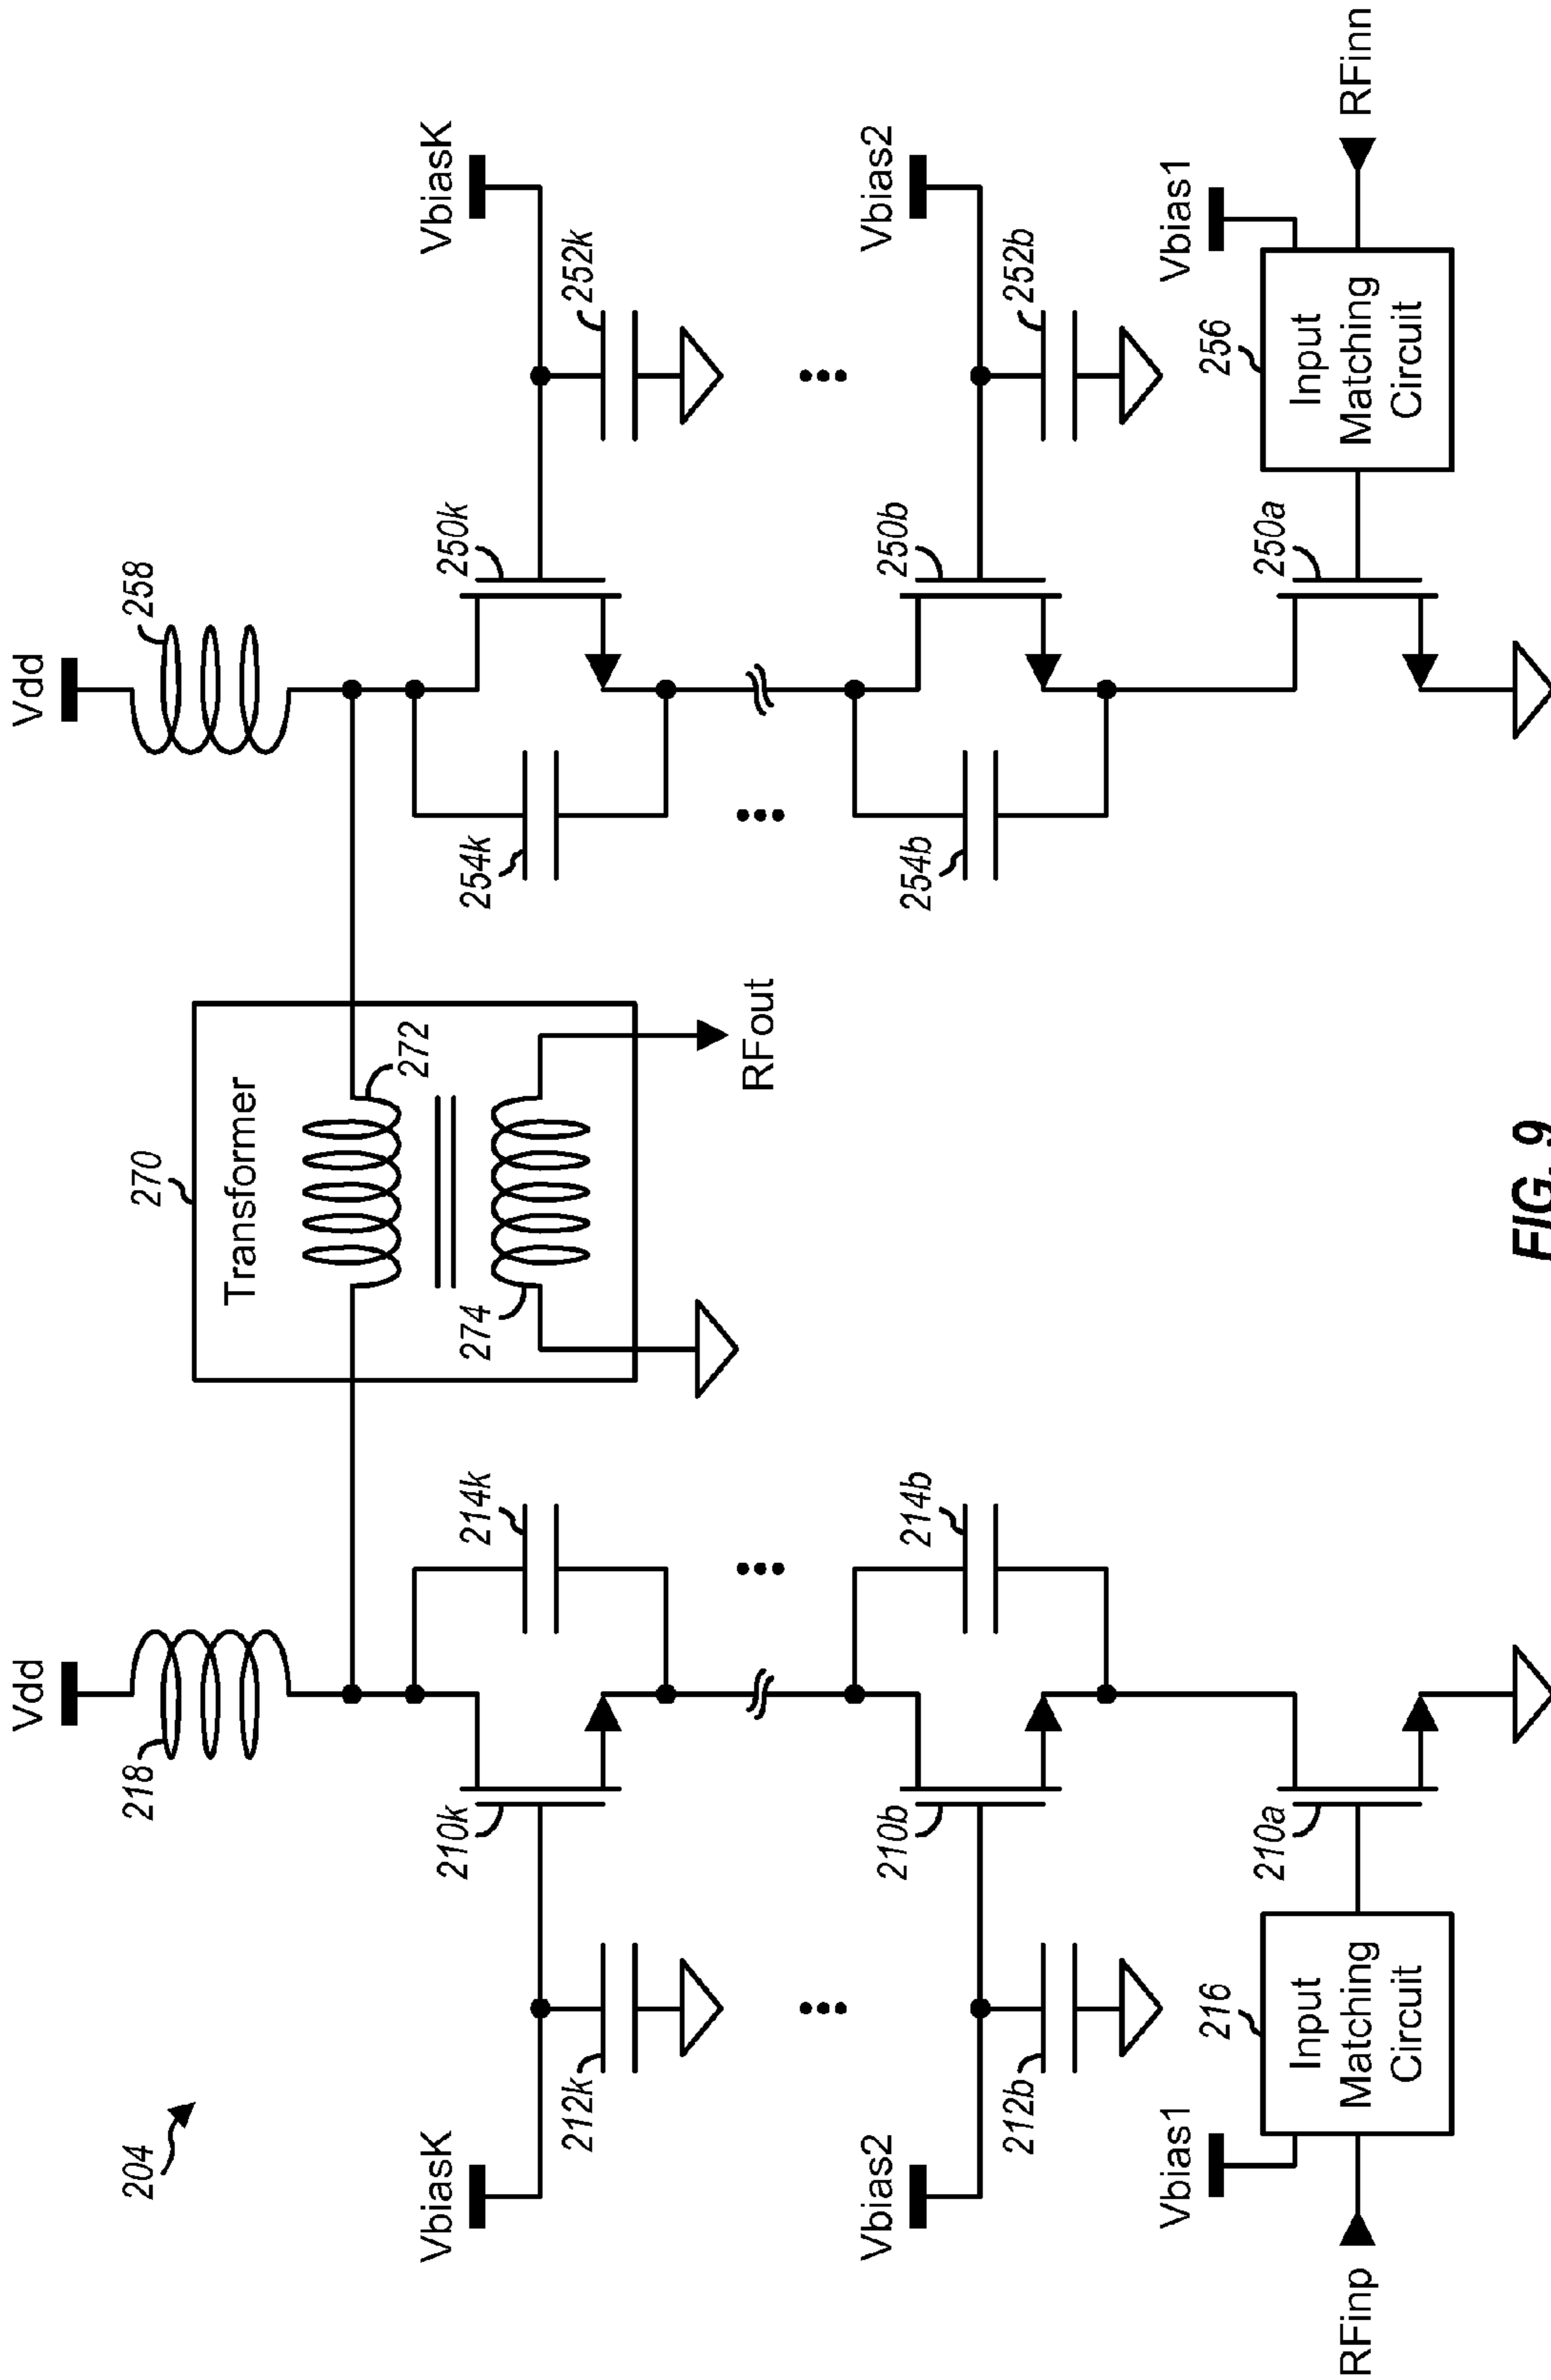 204
Vdd
Vdd
218
258
270
Transformer
272
274
RFout
VbiasK
VbiasK
210k
214k
254k
250k
212k
252k
Vbias2
Vbias2
210b
214b
254b
250b
212b
252b
Vbias1
Vbias1
216
256
210a
250a
Input
Matching
Circuit
Input
Matching
Circuit
RFinp
RFinn
FIG. 9